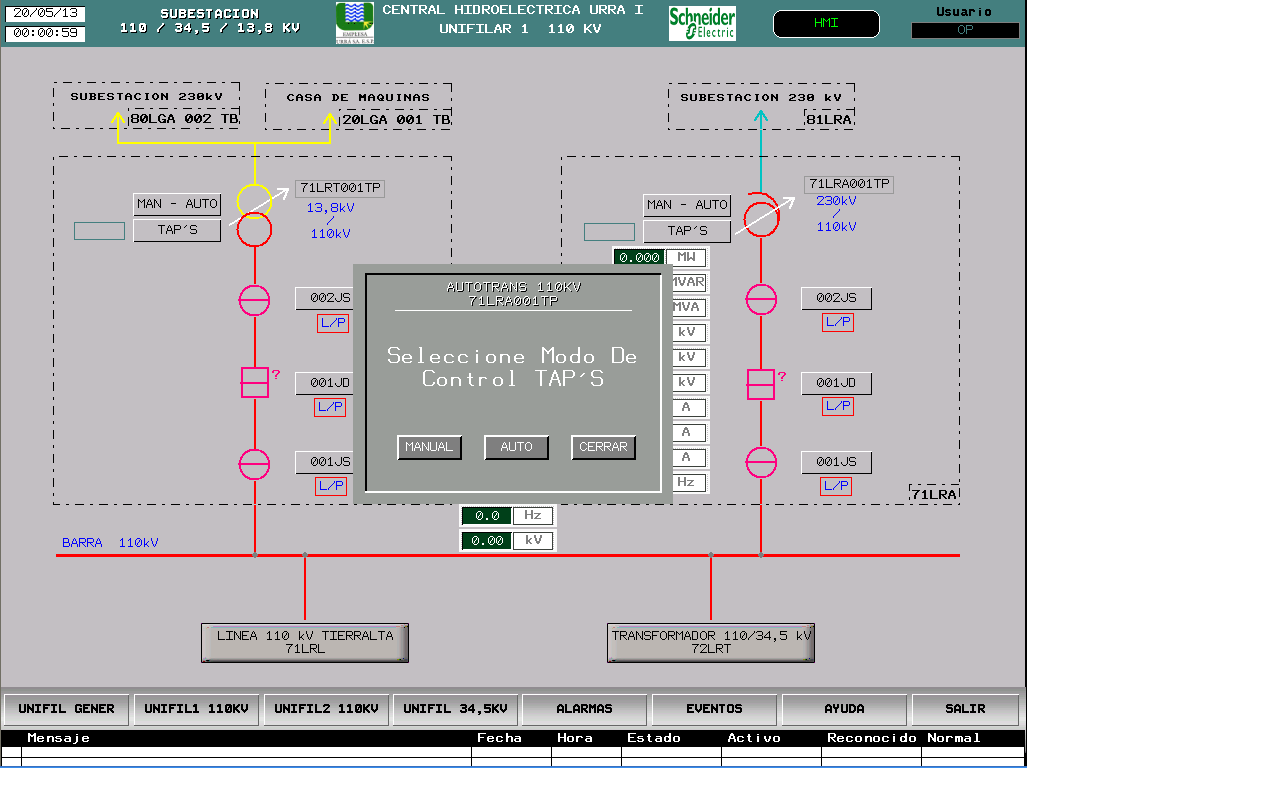 20/05/13
00:00:59
SUBESTACION
110 / 34,5 / 13,8 KV
CENTRAL HIDROELECTRICA URRA I
UNIFILAR 1 110 KV
Schneider
Electric
HMI
Usuario
OP
SUBESTACION 230kV
80LGA 002 TB
CASA DE MAQUINAS
20LGA 001 TB
SUBESTACION 230 kV
81LRA
MAN - AUTO
TAP´S
71LRT001TP
13,8kV
/
110kV
MAN - AUTO
TAP´S
71LRA001TP
230kV
/
110kV
0.000 MW
MVAR
MVA
kV
kV
kV
A
A
A
Hz
002JS
L/P
?
001JD
L/P
001JS
L/P
AUTOTRANS 110KV
71LRA001TP
Seleccione Modo De
Control TAP´S
MANUAL
AUTO
CERRAR
002JS
L/P
?
001JD
L/P
001JS
L/P
71LRA
0.0 Hz
0.00 kV
BARRA 110kV
LINEA 110 kV TIERRALTA
71LRL
TRANSFORMADOR 110/34,5 kV
72LRT
UNIFIL GENER
UNIFIL1 110KV
UNIFIL2 110KV
UNIFIL 34,5KV
ALARMAS
EVENTOS
AYUDA
SALIR
Mensaje Fecha Hora Estado Activo Reconocido Normal